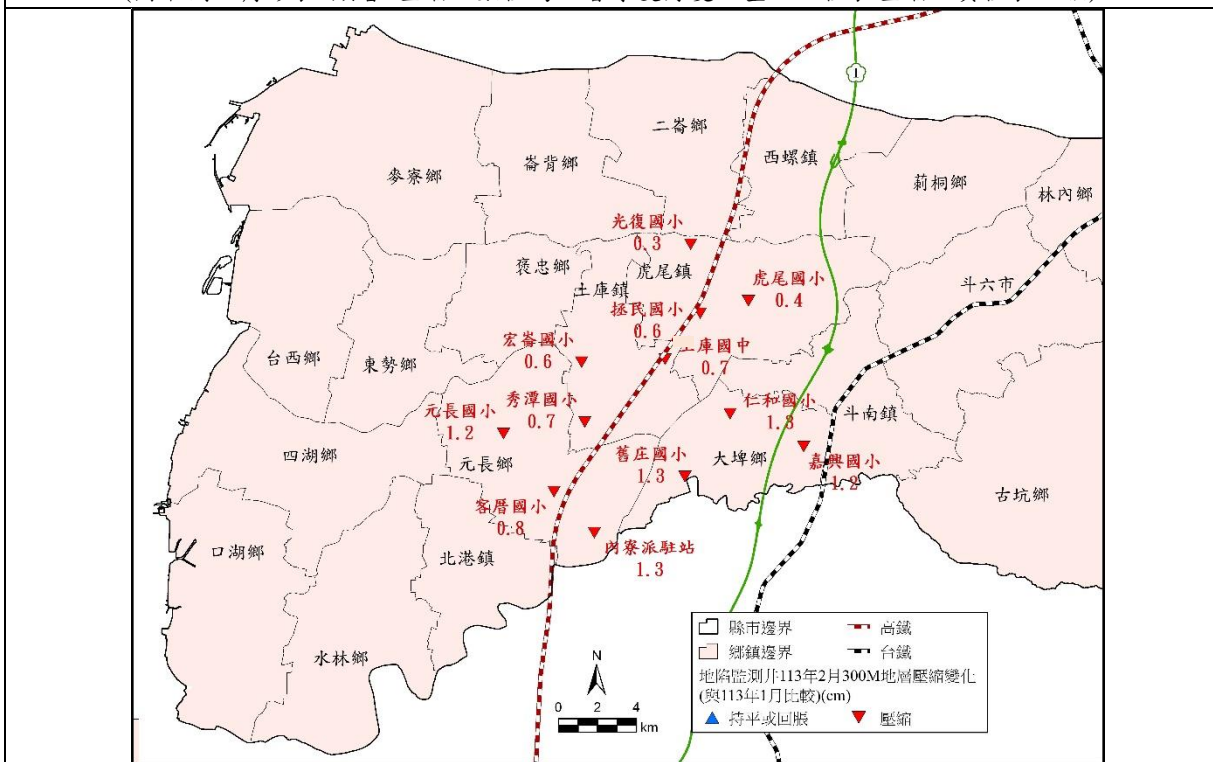 二崙鄉
西螺鎮
崙背鄉
莿桐鄉
麥寮鄉
林內鄉
光復國小
0.3
褒忠鄉
虎尾鎮
虎尾國小
0.4
土庫鎮
斗六市
拯民國小
0.6
宏崙國小
0.6
土庫國中
0.7
台西鄉
東勢鄉
秀潭國小
0.7
仁和國小
1.3
元長國小
1.2
斗南鎮
四湖鄉
元長鄉
舊庄國小
1.3
大埤鄉
嘉興國小
1.2
古坑鄉
客厝國小
0.8
內寮派駐站
1.3
口湖鄉
北港鎮
水林鄉
1
N
0 2 4
km
縣市邊界 高鐵
鄉鎮邊界 台鐵
地陷監測井113年2月300M地層壓縮變化
(與113年1月比較)(cm)
持平或回脹 壓縮